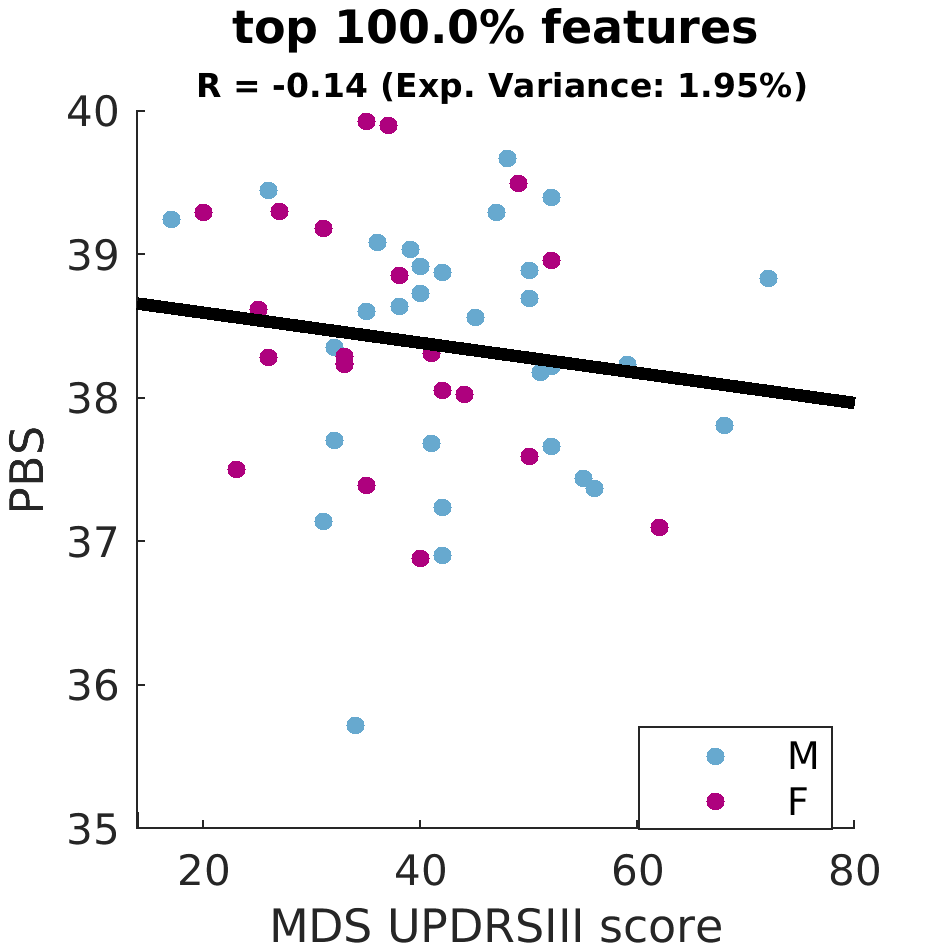 top 100.0% features
R = -0.14 (Exp. Variance: 1.95%)
40
39
38
37
36
35
PBS
M
F
20
40
60
80
MDS UPDRSIII score